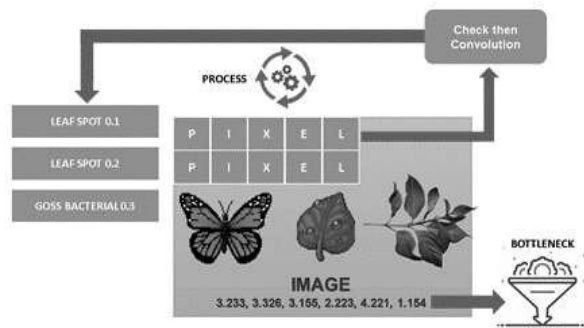 Check then
Convolution
PROCESS
LEAF SPOT 0.1
LEAF SPOT 0.2
GOSS BACTERIAL 0.3
P I X E L
P I X E L
IMAGE
3.233, 3.326, 3.155, 2.223, 4.221, 1.154
BOTTLENECK